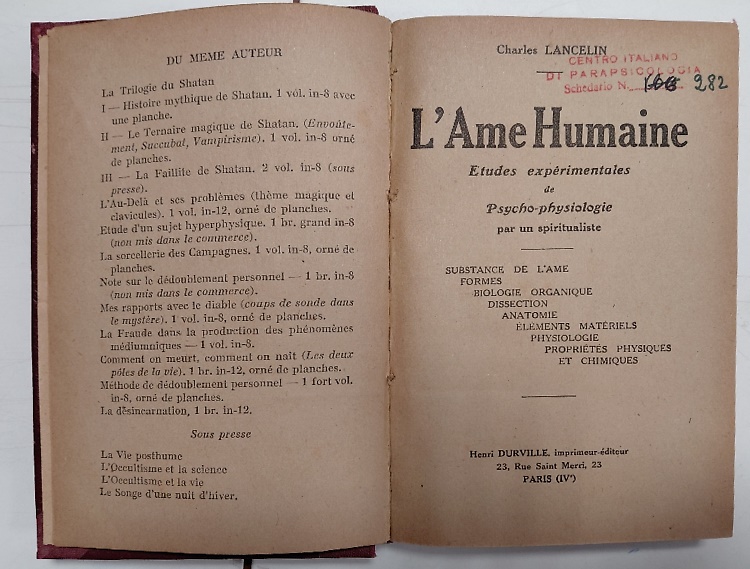 DU MEME AUTEUR
La Trilogie du Shatan
I — Histoire mythique de Shatan. 1 vol. in-8 avec
une planche.
II — Le Ternaire magique de Shatan. (Envoûte-
ment, Succubat, Vampirisme). 1 vol. in-8 orné
de planches.
III — La Faillite de Shatan. 2 vol. in-8 (sous
presse).
L'Au-Delà et ses problèmes (thème magique et
clavicules). 1 vol. in-12, orné de planches.
Etude d'un sujet hyperphysique. 1 br. grand in-8
(non mis dans le commerce).
La sorcellerie des Campagnes. 1 vol. in-8, orné de
planches.
Note sur le dédoublement personnel — 1 br. in-8
(non mis dans le commerce).
Mes rapports avec le diable (coups de sonde dans
le mystère). 1 vol. in-8, orné de planches.
La Fraude dans la production des phénomènes
médiumniques — 1 vol. in-8.
Comment on meurt, comment on naît (Les deux
pôles de la vie). 1 br. in-12, orné de planches.
Méthode de dédoublement personnel — 1 fort vol.
in-8, orné de planches.
La désincarnation, 1 br. in-12.
Sous presse
La Vie posthume
L'Occultisme et la science
L'Occultisme et la vie
Le Songe d'une nuit d'hiver.
Charles LANCELIN
CENTRO ITALIANO
DI PARAPSICOLOGIA
Schedario N. 282
L'Ame Humaine
Etudes expérimentales
de
Psycho-physiologie
par un spiritualiste
SUBSTANCE DE L'AME
FORMES
BIOLOGIE ORGANIQUE
DISSECTION
ANATOMIE
ÉLÉMENTS MATÉRIELS
PHYSIOLOGIE
PROPRIÉTÉS PHYSIQUES
ET CHIMIQUES
Henri DURVILLE, imprimeur-éditeur
23, Rue Saint Merri, 23
PARIS (IVᵉ)